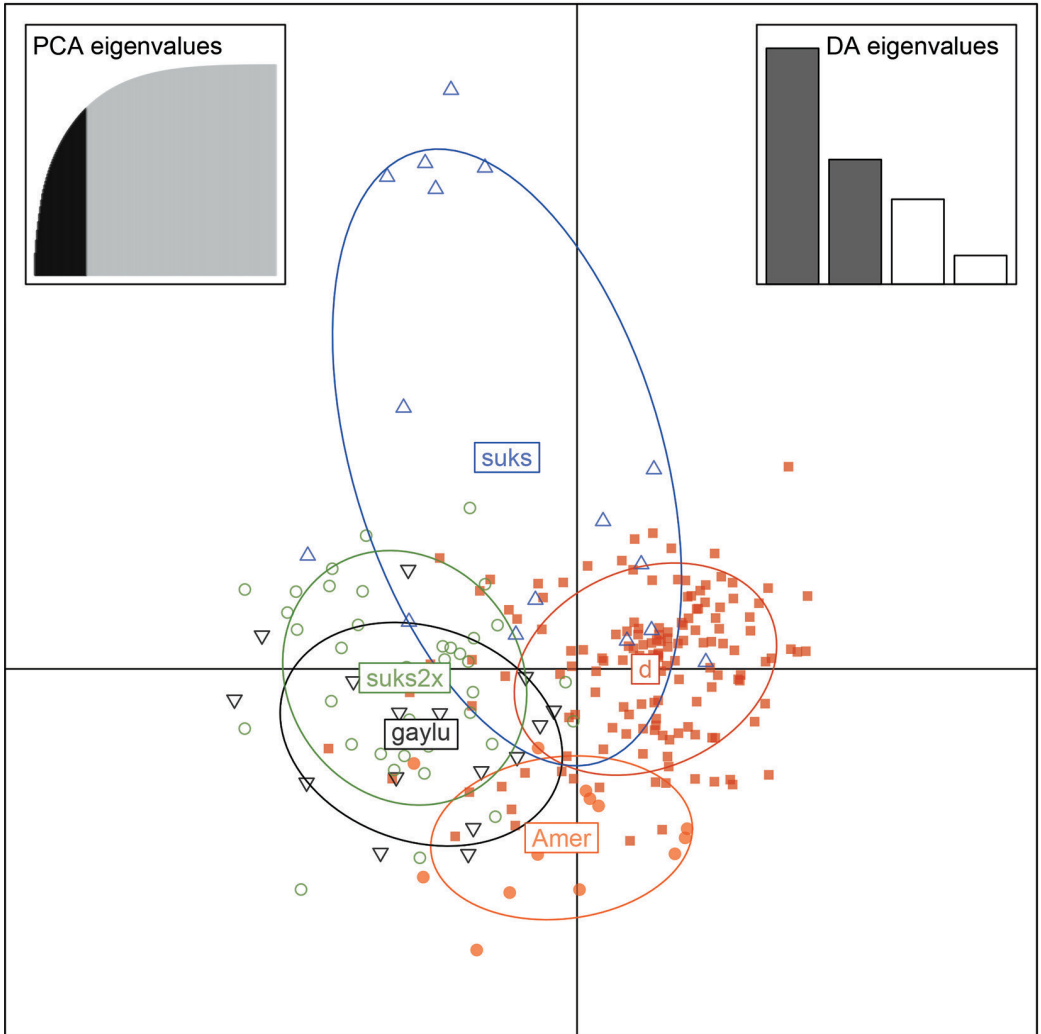 PCA eigenvalues
DA eigenvalues
suks
suks2x
d
gaylu
Amer